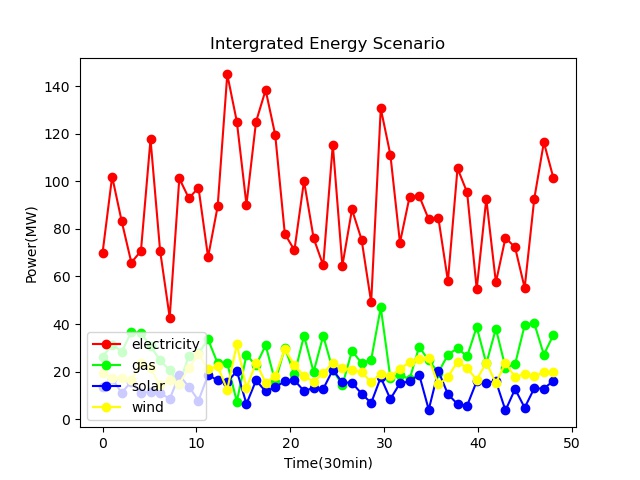 Intergrated Energy Scenario
Power(MW)
140
120
100
80
60
40
20
0
electricity
gas
solar
wind
0 10 20 30 40 50
Time(30min)